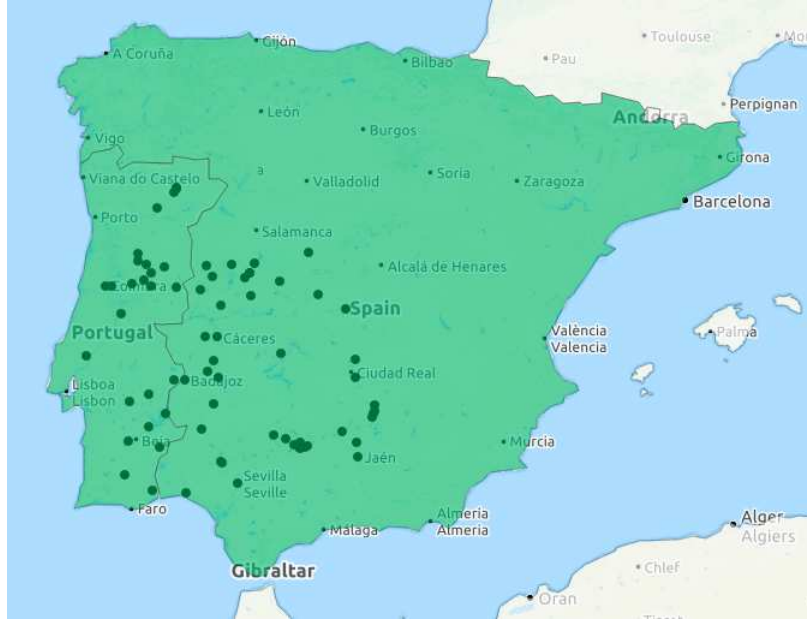 Toulouse
Gijón
A Coruña
Pau
Bilbao
Perpignan
León
Andorra
Burgos
Vigo
Girona
a
Soria
Viana do Castelo
Valladolid
Zaragoza
Barcelona
Porto
Salamanca
Alcalá de Henares
Coimbra
Spain
Portugal
València
Valencia
Palma
Cáceres
Ciudad Real
Badajoz
Lisboa
Lisbon
Beja
Murcia
Jaén
Sevilla
Seville
Faro
Almería
Almeria
Málaga
Alger
Algiers
Gibraltar
Chlef
Oran